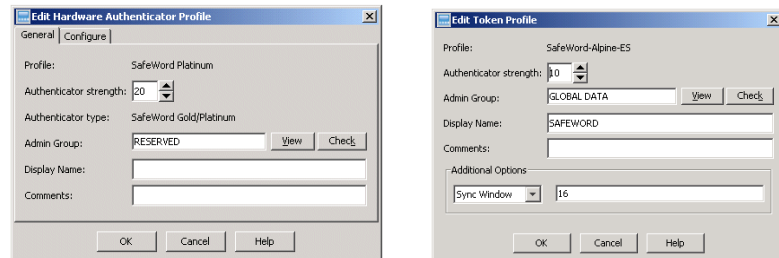 Edit Hardware Authenticator Profile
General Configure
Profile: SafeWord Platinum
Authenticator strength: 20
Authenticator type: SafeWord Gold/Platinum
Admin Group: RESERVED View Check
Display Name:
Comments:
OK Cancel Help
Edit Token Profile
Profile: SafeWord-Alpine-ES
Authenticator strength: 10
Admin Group: GLOBAL DATA View Check
Display Name: SAFEWORD
Comments:
Additional Options
Sync Window 16
OK Cancel Help